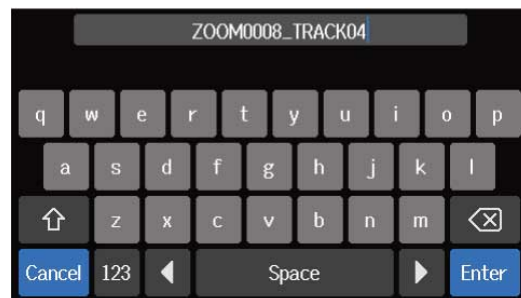 ZOOM0008_TRACK04
q w e r t y u i o p
a s d f g h j k l
z x c v b n m
Cancel 123 Space Enter